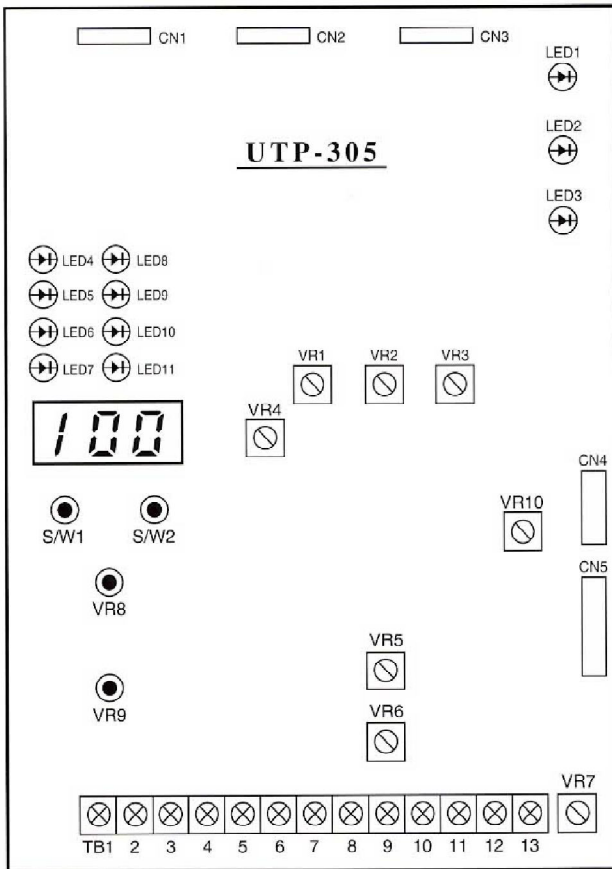 CN1 CN2 CN3
LED1
LED2
UTP-305
LED3
LED4 LED8
LED5 LED9
LED6 LED10
LED7 LED11
VR1 VR2 VR3
VR4
100
CN4
VR10
S/W1 S/W2
CN5
VR8
VR5
VR9
VR6
VR7
TB1 2 3 4 5 6 7 8 9 10 11 12 13